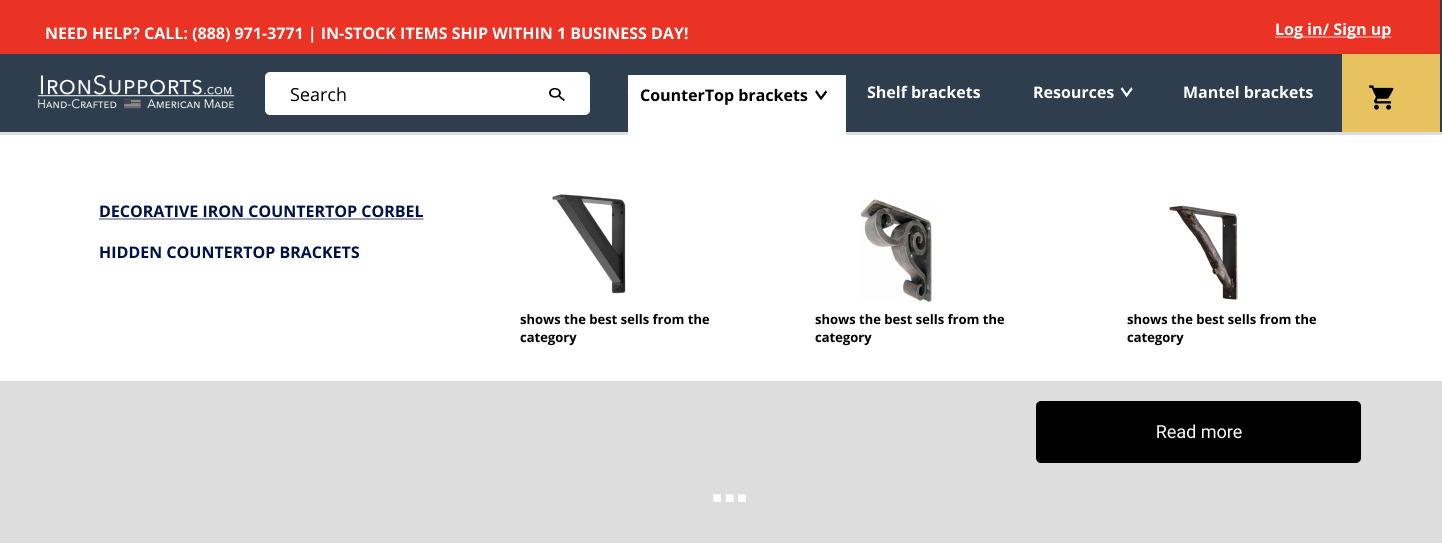 NEED HELP? CALL: (888) 971-3771 | IN-STOCK ITEMS SHIP WITHIN 1 BUSINESS DAY!
Log in/ Sign up
IRONSUPPORTS.COM
HAND-CRAFTED AMERICAN MADE
Search
CounterTop brackets
Shelf brackets
Resources
Mantel brackets
DECORATIVE IRON COUNTERTOP CORBEL
HIDDEN COUNTERTOP BRACKETS
shows the best sells from the
category
shows the best sells from the
category
shows the best sells from the
category
Read more